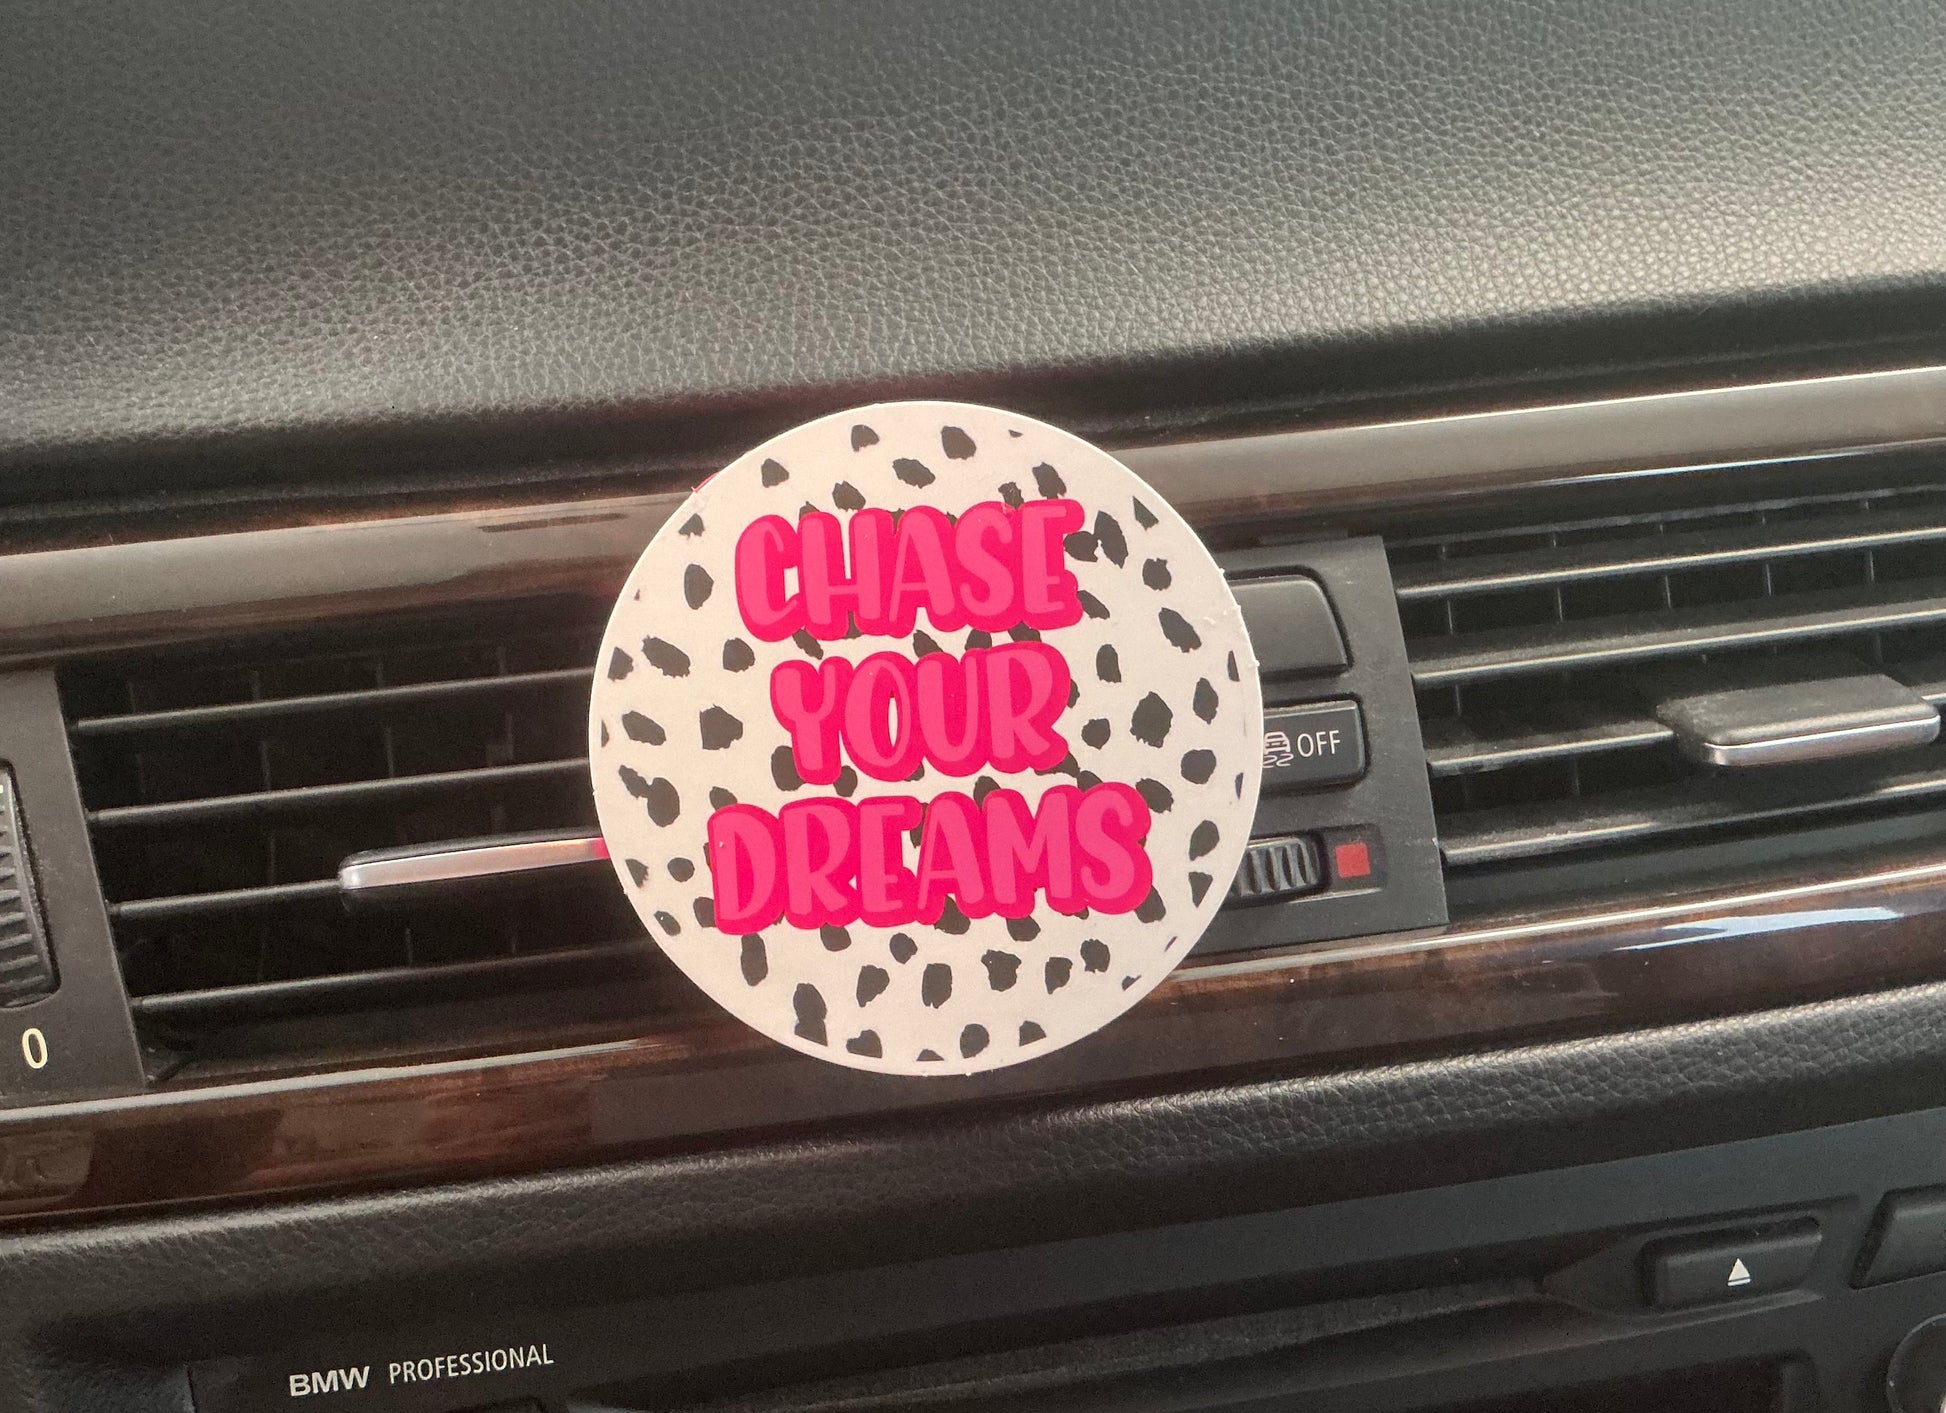 CHASE
YOUR
DREAMS
OFF
0
BMW PROFESSIONAL